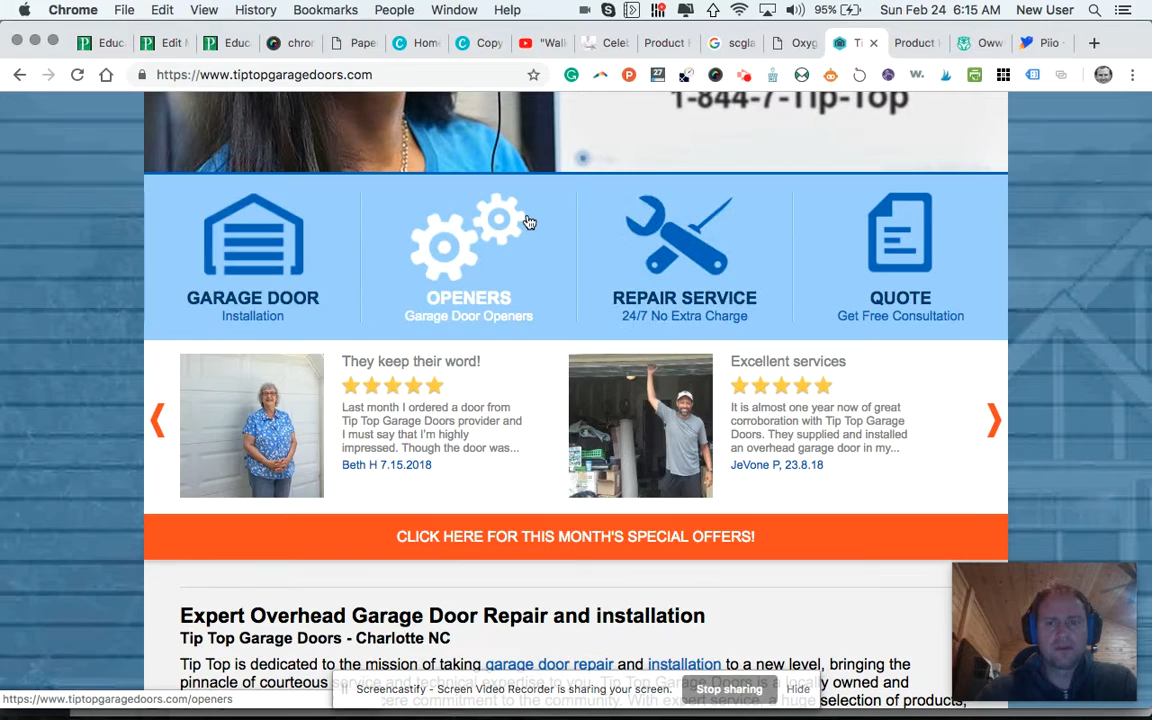 Chrome File Edit View History Bookmarks People Window Help 95% Sun Feb 24 6:15 AM New User
Educ Edit Educ chror Pape Home Copy "Wall Celeb Product H scgla Oxyg Ti Product Oww Piio
https://www.tiptopgaragedoors.com
1-844-7-Tip-Top
GARAGE DOOR
Installation
OPENERS
Garage Door Openers
REPAIR SERVICE
24/7 No Extra Charge
QUOTE
Get Free Consultation
They keep their word!
Last month I ordered a door from
Tip Top Garage Doors provider and
I must say that I'm highly
impressed. Though the door was...
Beth H 7.15.2018
Excellent services
It is almost one year now of great
corroboration with Tip Top Garage
Doors. They supplied and installed
an overhead garage door in my...
JeVone P, 23.8.18
CLICK HERE FOR THIS MONTH'S SPECIAL OFFERS!
Expert Overhead Garage Door Repair and installation
Tip Top Garage Doors - Charlotte NC
Tip Top is dedicated to the mission of taking garage door repair and installation to a new level, bringing the
pinnacle of courteous service and technical expertise to you. Tip Top Garage Doors is a locally owned and
commitment to the community. With expert service, a huge selection of products,
Screencastify - Screen Video Recorder is sharing your screen. Stop sharing Hide
https://www.tiptopgaragedoors.com/openers